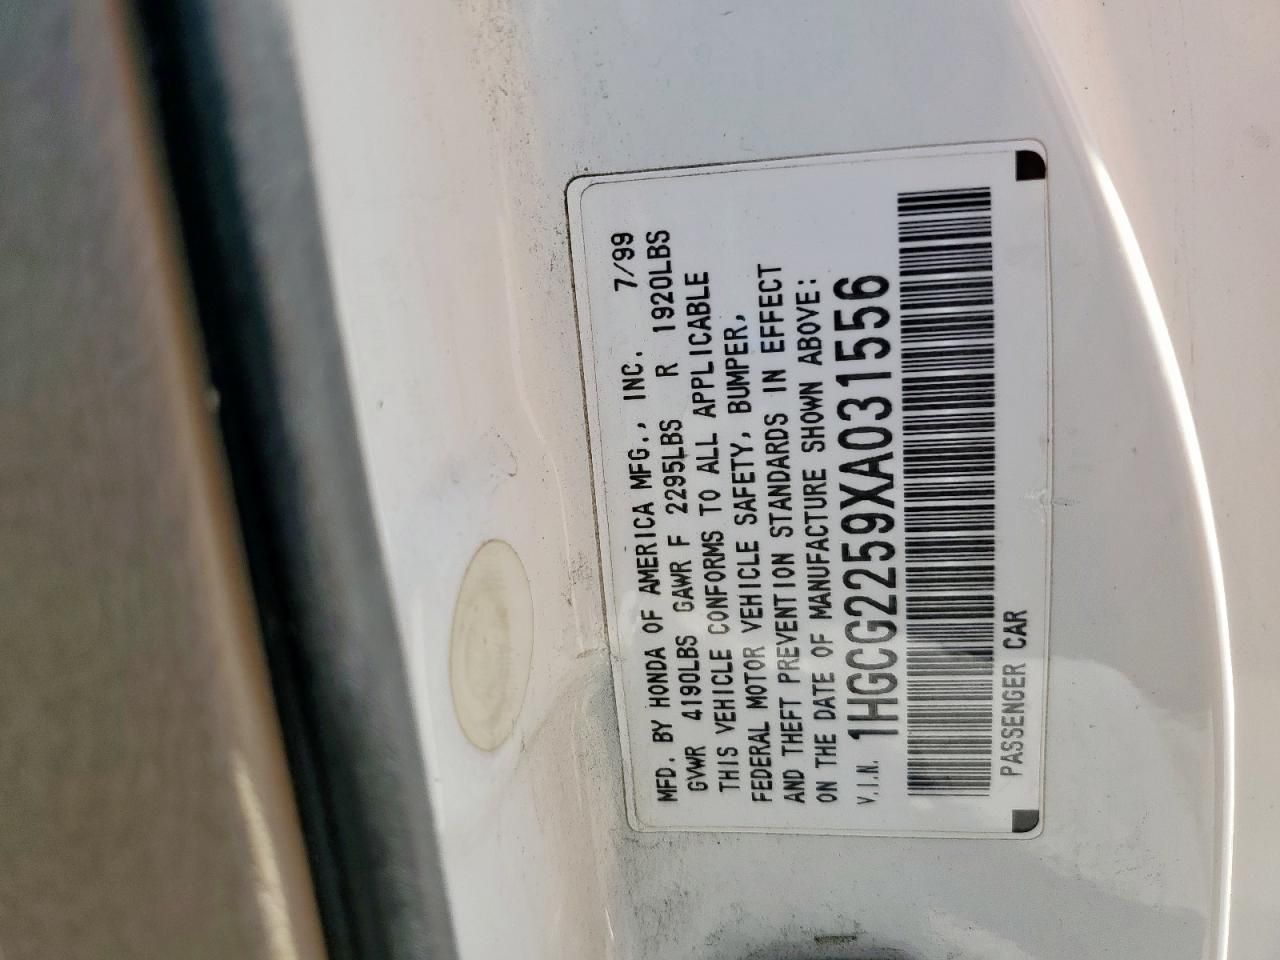 MFD. BY HONDA OF AMERICA MFG., INC. 7/99
GVWR 4190LBS GAWR F 2295LBS R 1920LBS
THIS VEHICLE CONFORMS TO ALL APPLICABLE
FEDERAL MOTOR VEHICLE SAFETY, BUMPER,
AND THEFT PREVENTION STANDARDS IN EFFECT
ON THE DATE OF MANUFACTURE SHOWN ABOVE:
V.I.N. 1HGCG2259XA031556
PASSENGER CAR